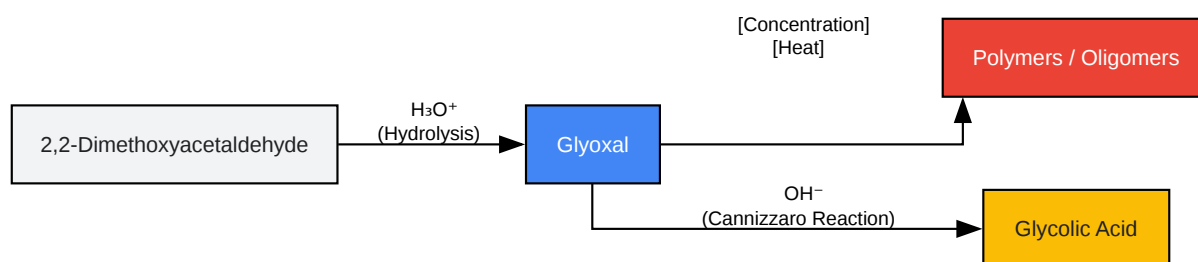 [Concentration]
[Heat]
Polymers / Oligomers
H₃O⁺
(Hydrolysis)
2,2-Dimethoxyacetaldehyde
Glyoxal
OH⁻
(Cannizzaro Reaction)
Glycolic Acid